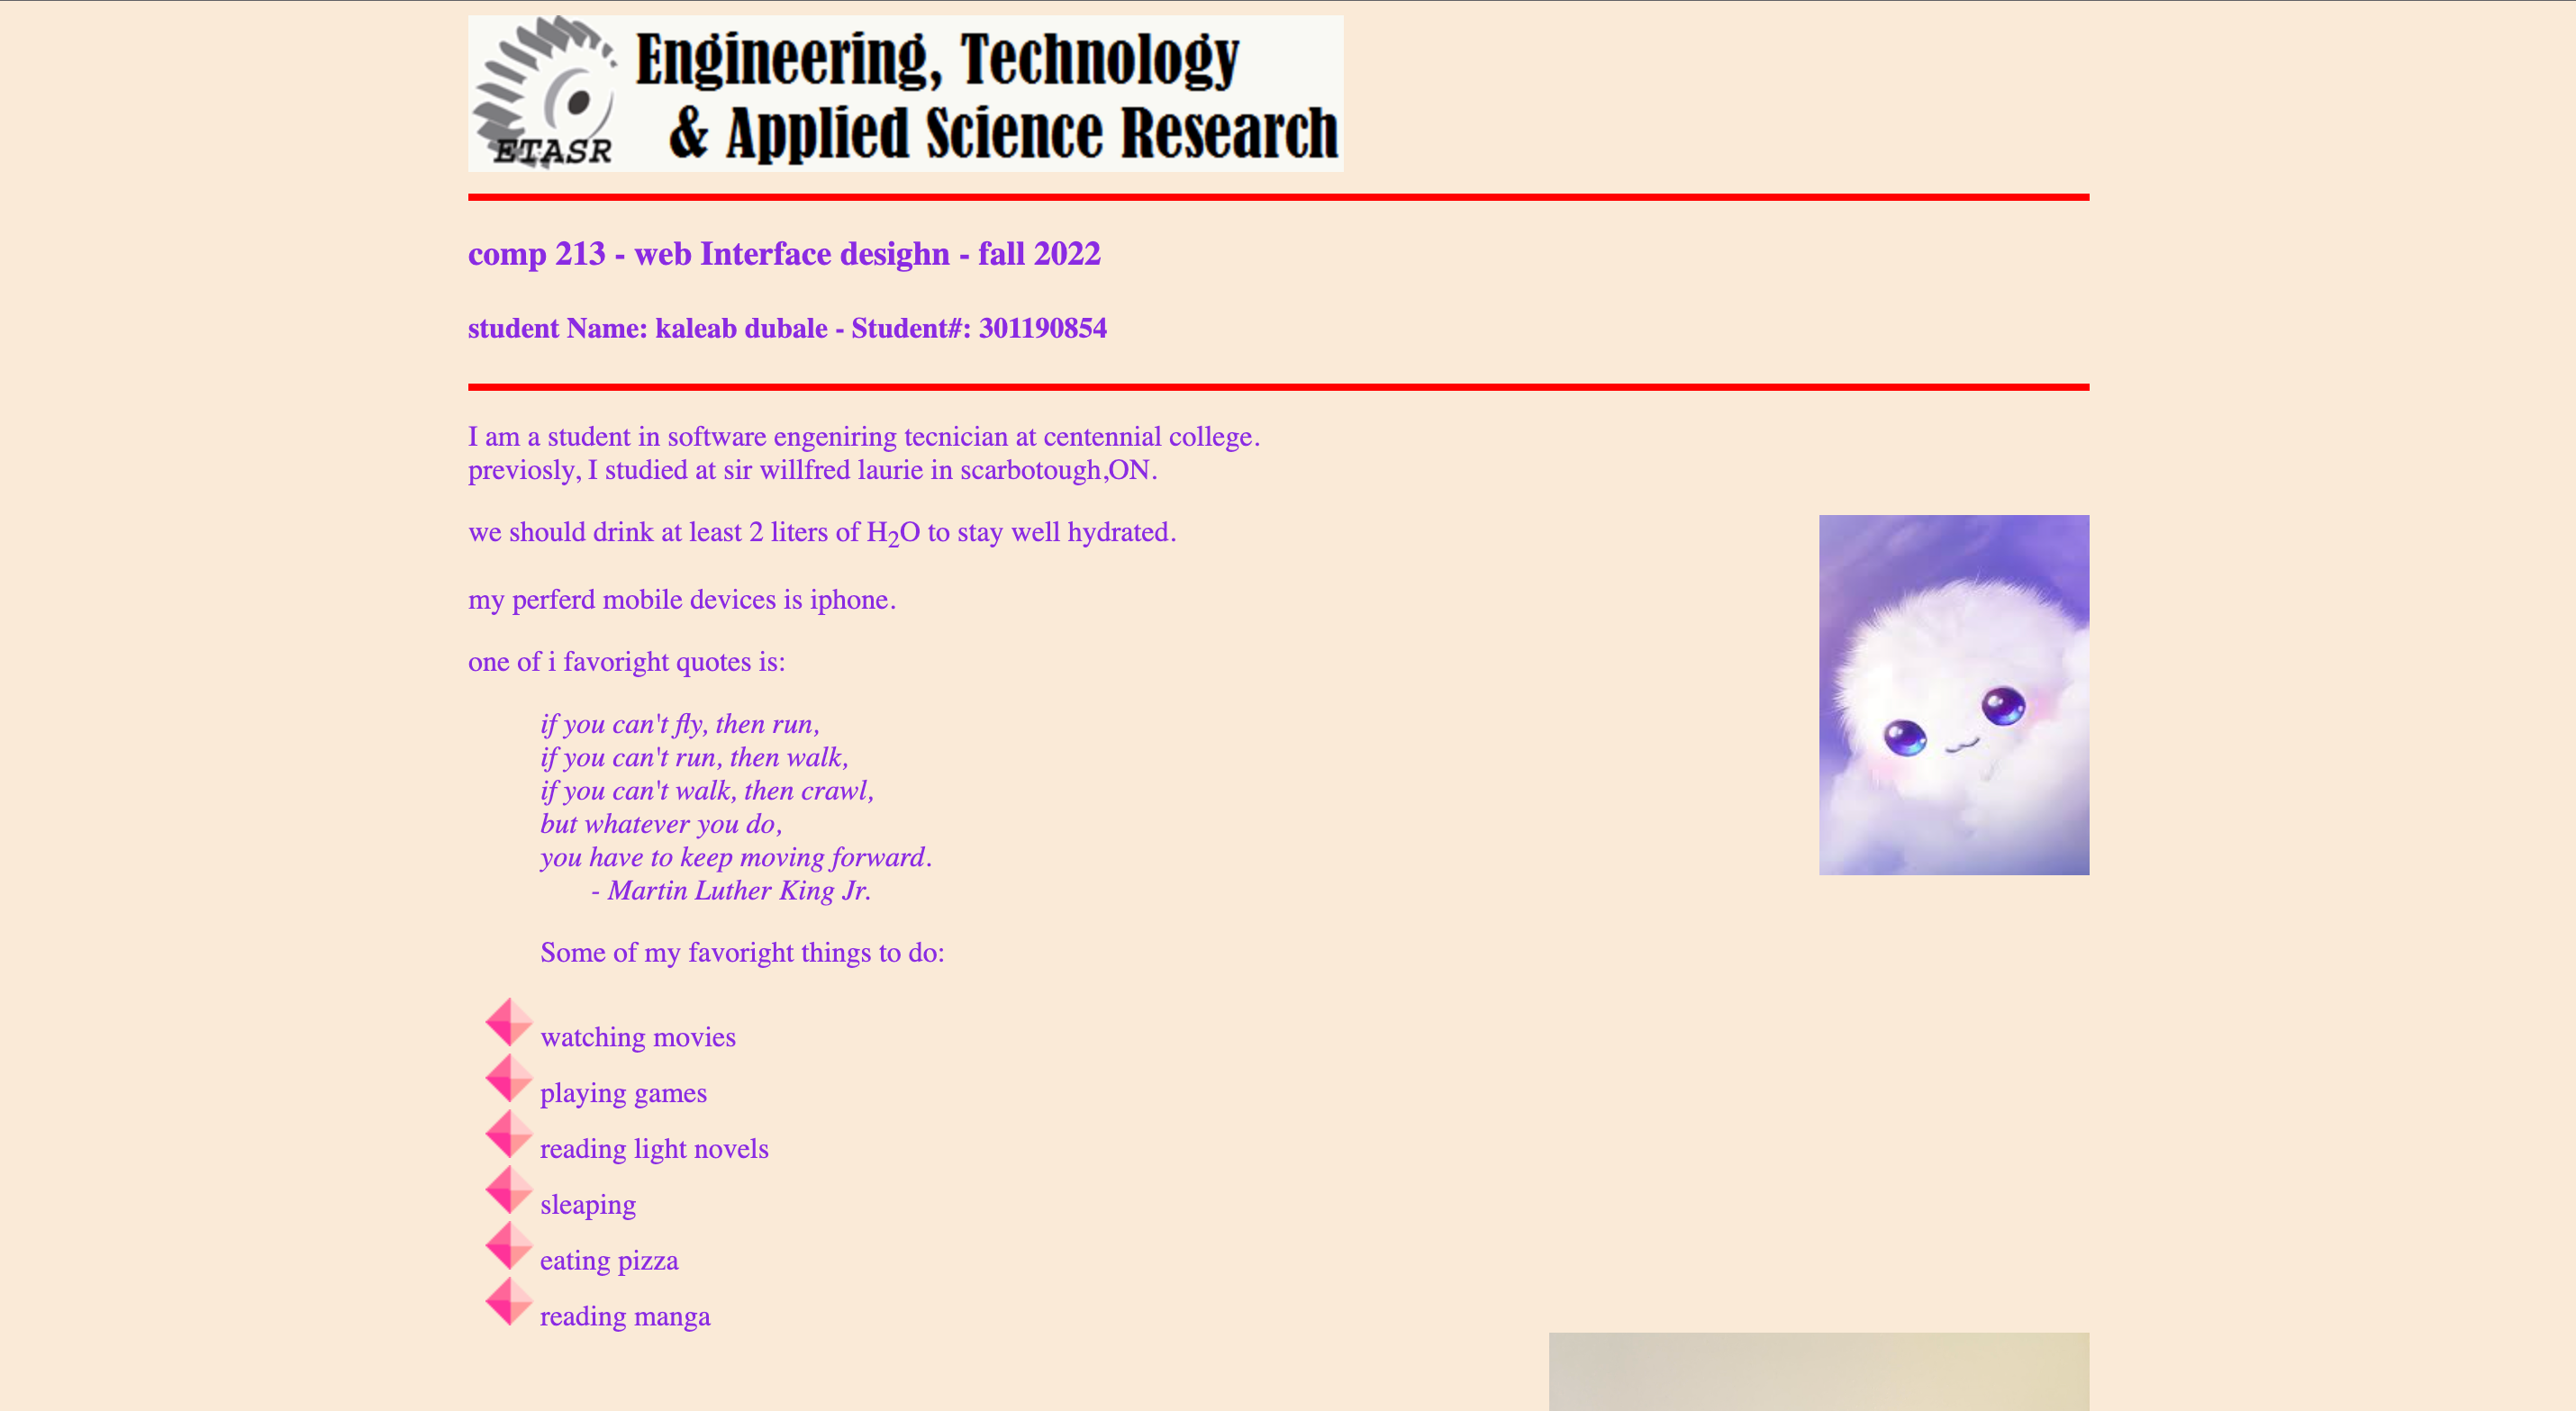 Engineering, Technology
& Applied Science Research
ETASR
comp 213 - web Interface desighn - fall 2022
student Name: kaleab dubale - Student#: 301190854
I am a student in software engeniring tecnician at centennial college.
previosly, I studied at sir willfred laurie in scarbotough,ON.
we should drink at least 2 liters of H₂O to stay well hydrated.
my perferd mobile devices is iphone.
one of i favoright quotes is:
if you can't fly, then run,
if you can't run, then walk,
if you can't walk, then crawl,
but whatever you do,
you have to keep moving forward.
- Martin Luther King Jr.
Some of my favoright things to do:
watching movies
playing games
reading light novels
sleaping
eating pizza
reading manga